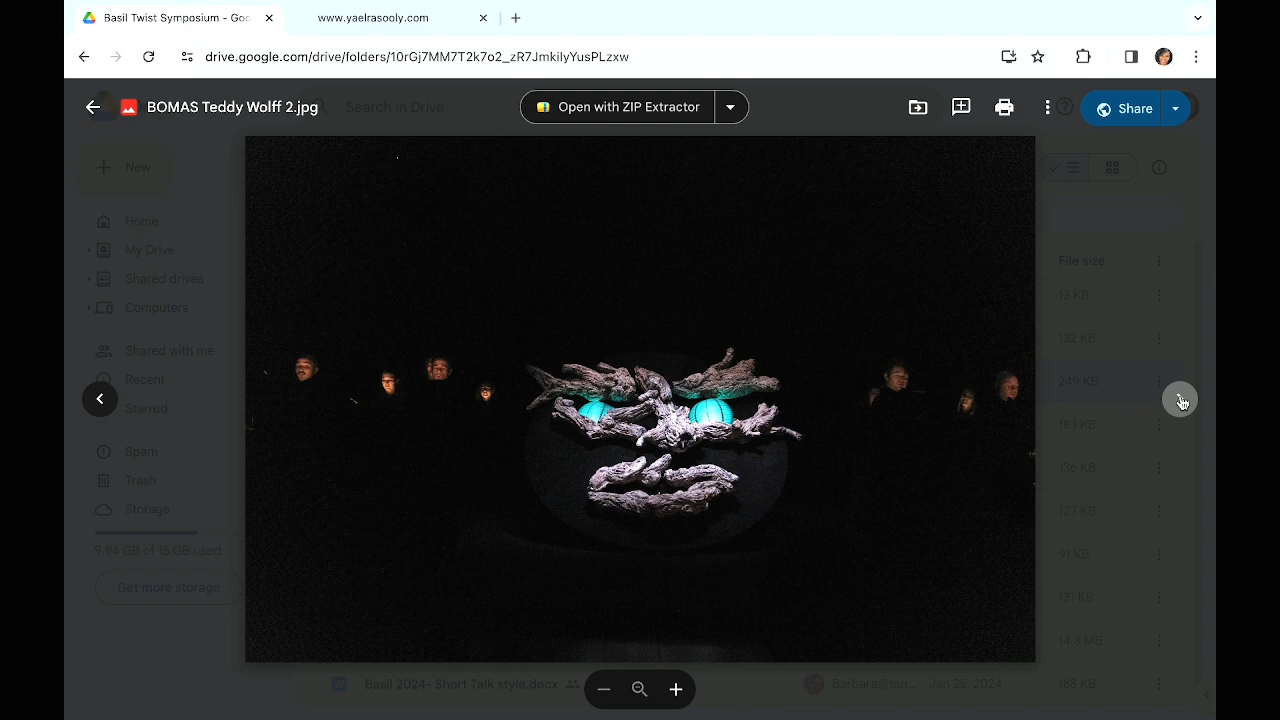 Basil Twist Symposium - Goo
www.yaelrasooly.com
drive.google.com/drive/folders/10rGj7MM7T2k7o2_zR7JmkilyYusPLzxw
BOMAS Teddy Wolff 2.jpg
Search in Drive
Open with ZIP Extractor
Share
New
Home
My Drive
Shared drives
Computers
Shared with me
Recent
Starred
Spam
Trash
Storage
9.94 GB of 15 GB used
Get more storage
File size
13 KB
132 KB
249 KB
183 KB
136 KB
123 KB
91 KB
131 KB
14.8 MB
Basil 2024- Short Talk style.docx
Barbara@tan... Jan 25, 2024 188 KB